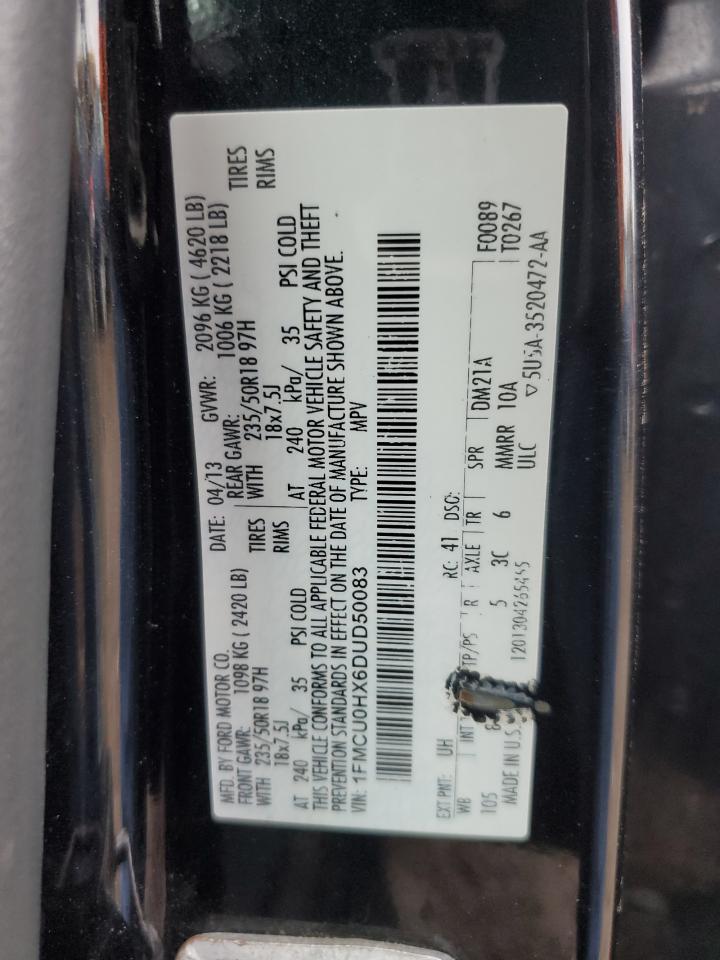 MFD. BY FORD MOTOR CO.
DATE: 04/13 GVWR: 2096 KG ( 4620 LB)
FRONT GAWR: 1098 KG ( 2420 LB)
REAR GAWR: 1006 KG ( 2218 LB)
WITH 235/50R18 97H TIRES
WITH 235/50R18 97H TIRES
18x7.5J RIMS
18x7.5J RIMS
AT 240 kPa/ 35 PSI COLD
AT 240 kPa/ 35 PSI COLD
THIS VEHICLE CONFORMS TO ALL APPLICABLE FEDERAL MOTOR VEHICLE SAFETY AND THEFT
PREVENTION STANDARDS IN EFFECT ON THE DATE OF MANUFACTURE SHOWN ABOVE.
VIN: 1FMCU0HX6DUD50083 TYPE: MPV
EXT PNT: UH RC: 41 DSO:
WB INT TP/PS R AXLE TR SPR DM21A F0089
105 5 3C 6 MMRR 10A T0267
MADE IN U.S. ULC
1201304265445 ▽5U5A-3520472-AA